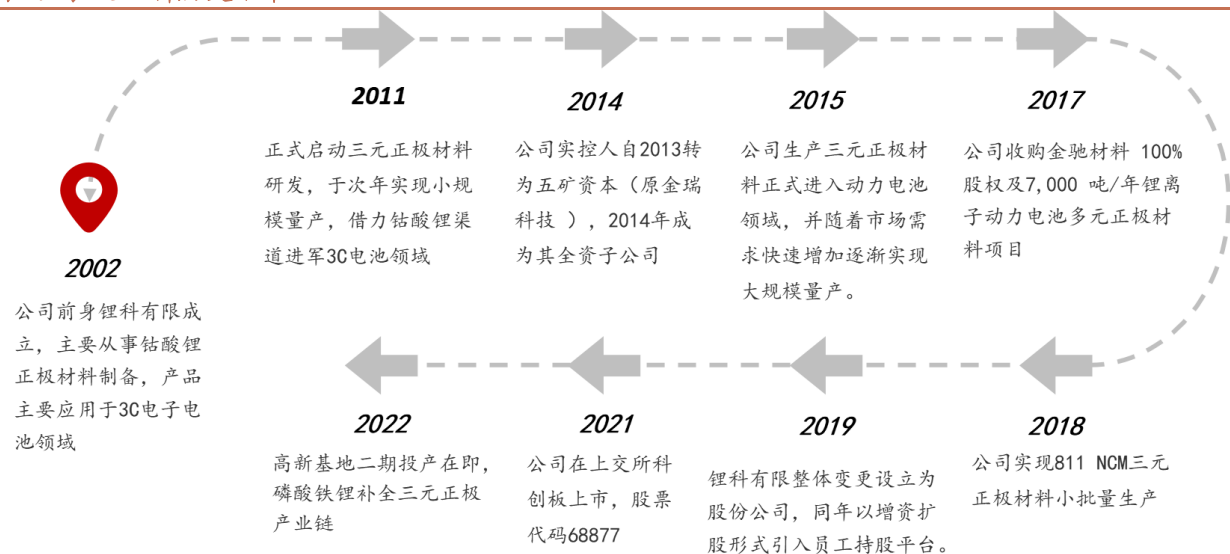 2002
公司前身锂科有限成
立，主要从事钴酸锂
正极材料制备，产品
主要应用于3C电子电
池领域
2011
正式启动三元正极材料
研发，于次年实现小规
模量产，借力钴酸锂渠
道进军3C电池领域
2014
公司实控人自2013转
为五矿资本（原金瑞
科技 ），2014年成
为其全资子公司
2015
公司生产三元正极材
料正式进入动力电池
领域，并随着市场需
求快速增加逐渐实现
大规模量产。
2017
公司收购金驰材料 100%
股权及7,000 吨/年锂离
子动力电池多元正极材
料项目
2018
公司实现811 NCM三元
正极材料小批量生产
2019
锂科有限整体变更设立为
股份公司，同年以增资扩
股形式引入员工持股平台。
2021
公司在上交所科
创板上市，股票
代码68877
2022
高新基地二期投产在即，
磷酸铁锂补全三元正极
产业链